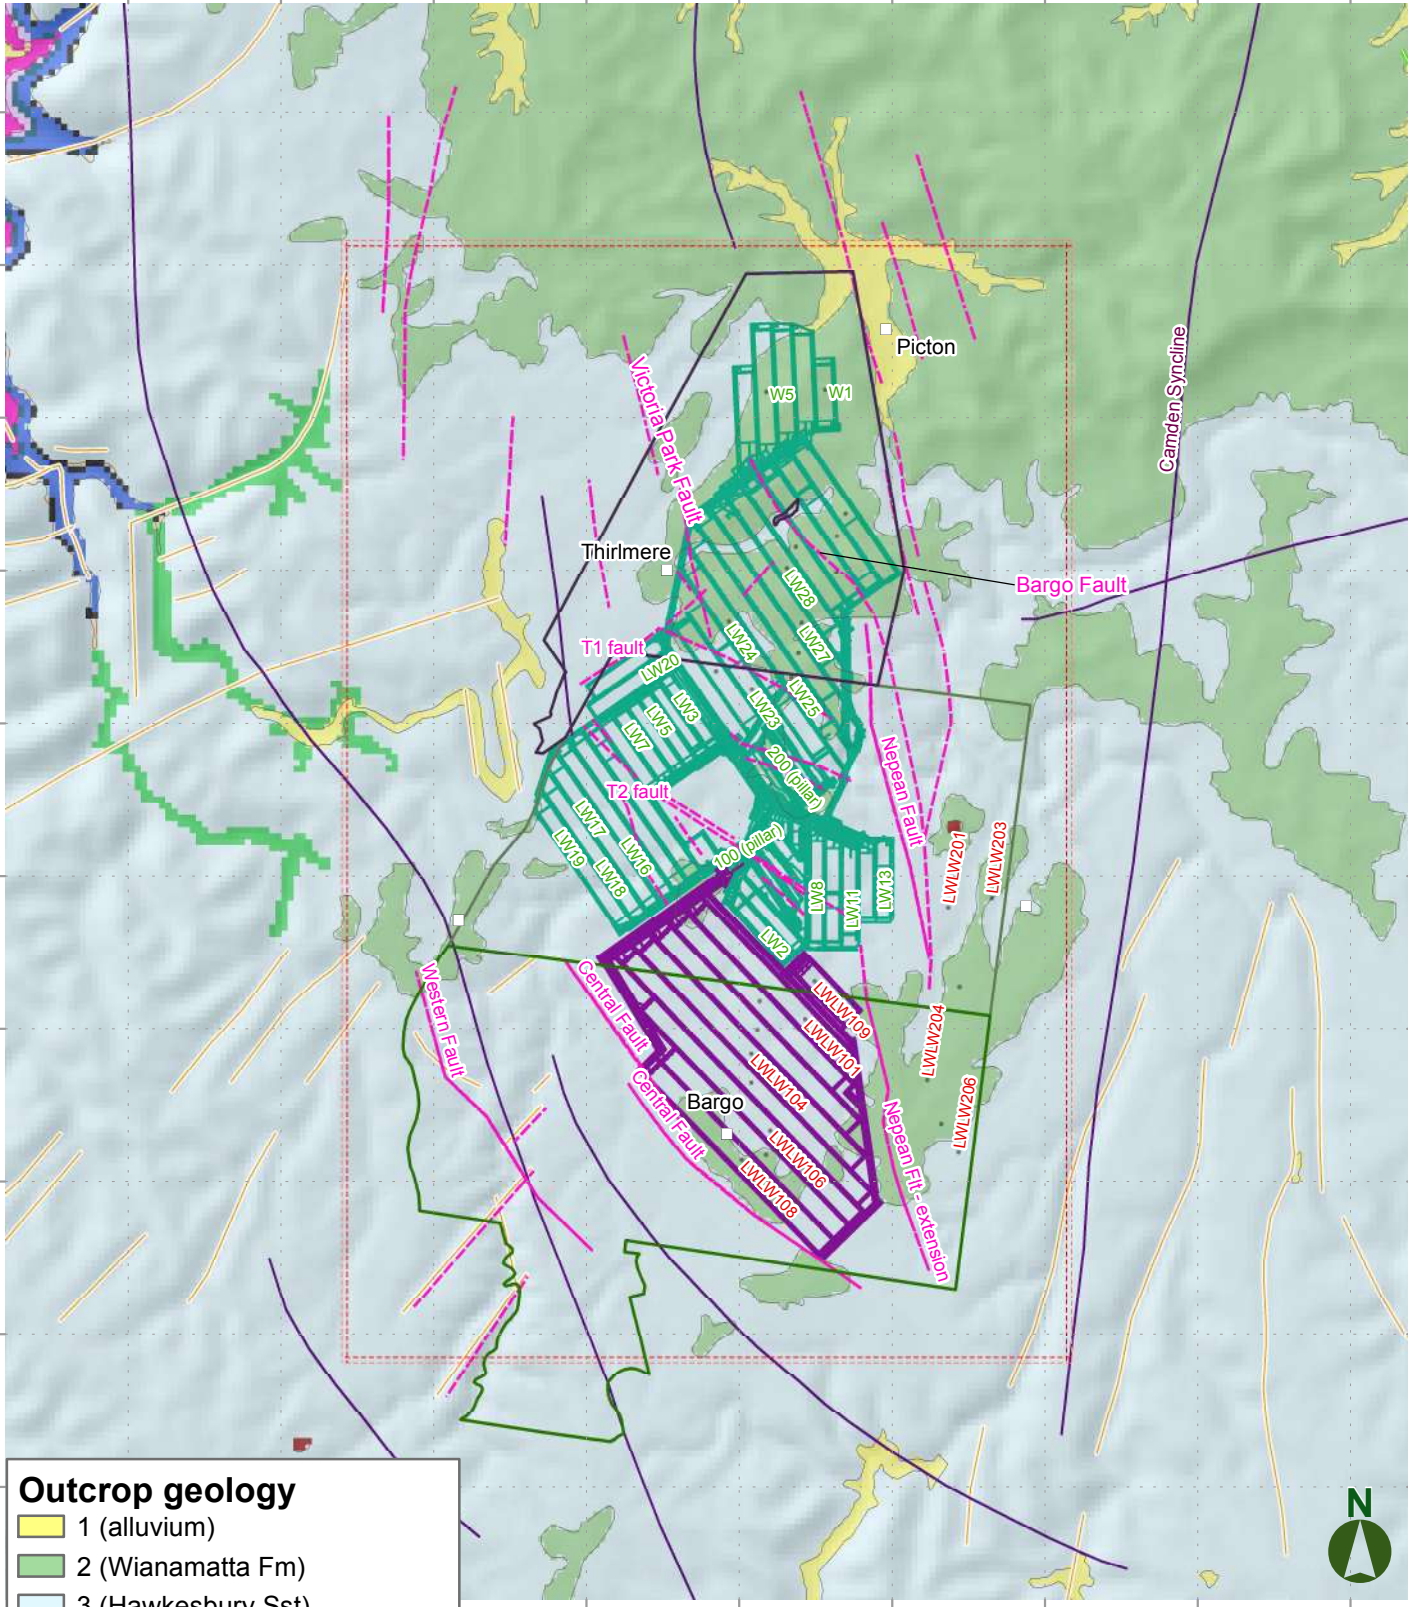 Picton
Camden Syncline
Victoria Park Fault
W5
W1
Thirlmere
Bargo Fault
LW28
LW27
LW24
T1 fault
LW20
LW25
LW23
LW3
LW5
LW7
200 (pillar)
Nepean Fault
T2 fault
LW17
LW19
LW16
LW18
100 (pillar)
LW8
LW11
LW13
LWLW201
LWLW203
LW2
Western Fault
Central Fault
LWLW109
LWLW101
LWLW204
LWLW104
Central Fault
Bargo
LWLW206
LWLW106
LWLW108
Nepean Flt - extension
Outcrop geology
1 (alluvium)
2 (Wianamatta Fm)
3 (Hawkesbury Sst)
N